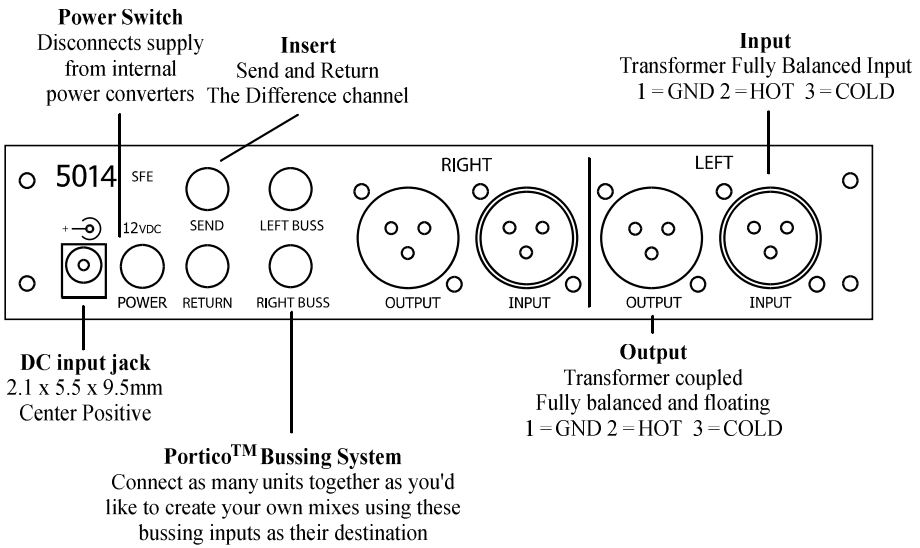 Power Switch
Disconnects supply
from internal
power converters
Insert
Send and Return
The Difference channel
Input
Transformer Fully Balanced Input
1 = GND 2 = HOT 3 = COLD
5014 SFE
RIGHT
LEFT
+
12VDC
SEND
LEFT BUSS
POWER
RETURN
RIGHT BUSS
OUTPUT
INPUT
OUTPUT
INPUT
DC input jack
2.1 x 5.5 x 9.5mm
Center Positive
Output
Transformer coupled
Fully balanced and floating
1 = GND 2 = HOT 3 = COLD
Portico™ Bussing System
Connect as many units together as you'd
like to create your own mixes using these
bussing inputs as their destination